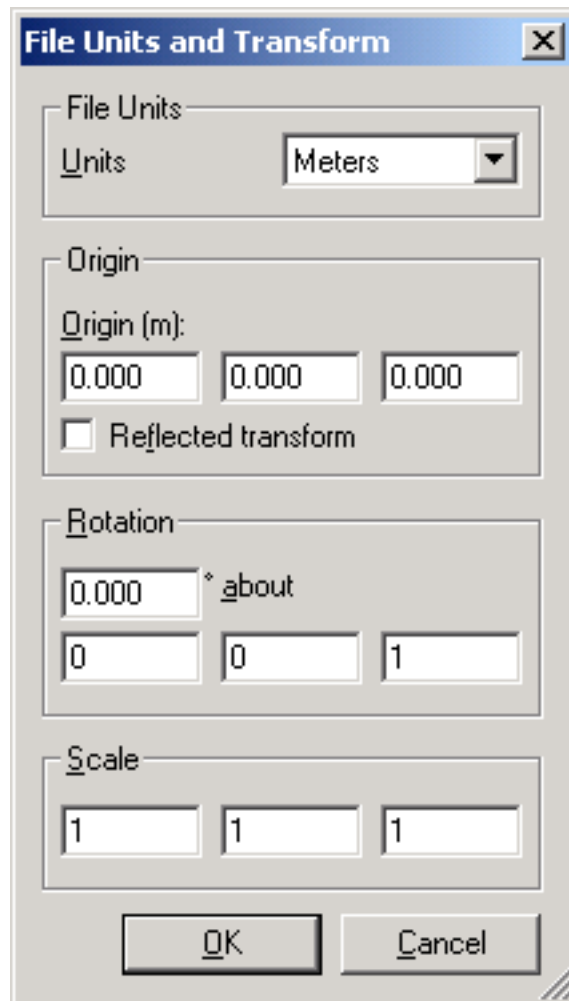 File Units and Transform
File Units
Units Meters
Origin
Origin (m):
0.000 0.000 0.000
Reflected transform
Rotation
0.000 ° about
0 0 1
Scale
1 1 1
OK Cancel